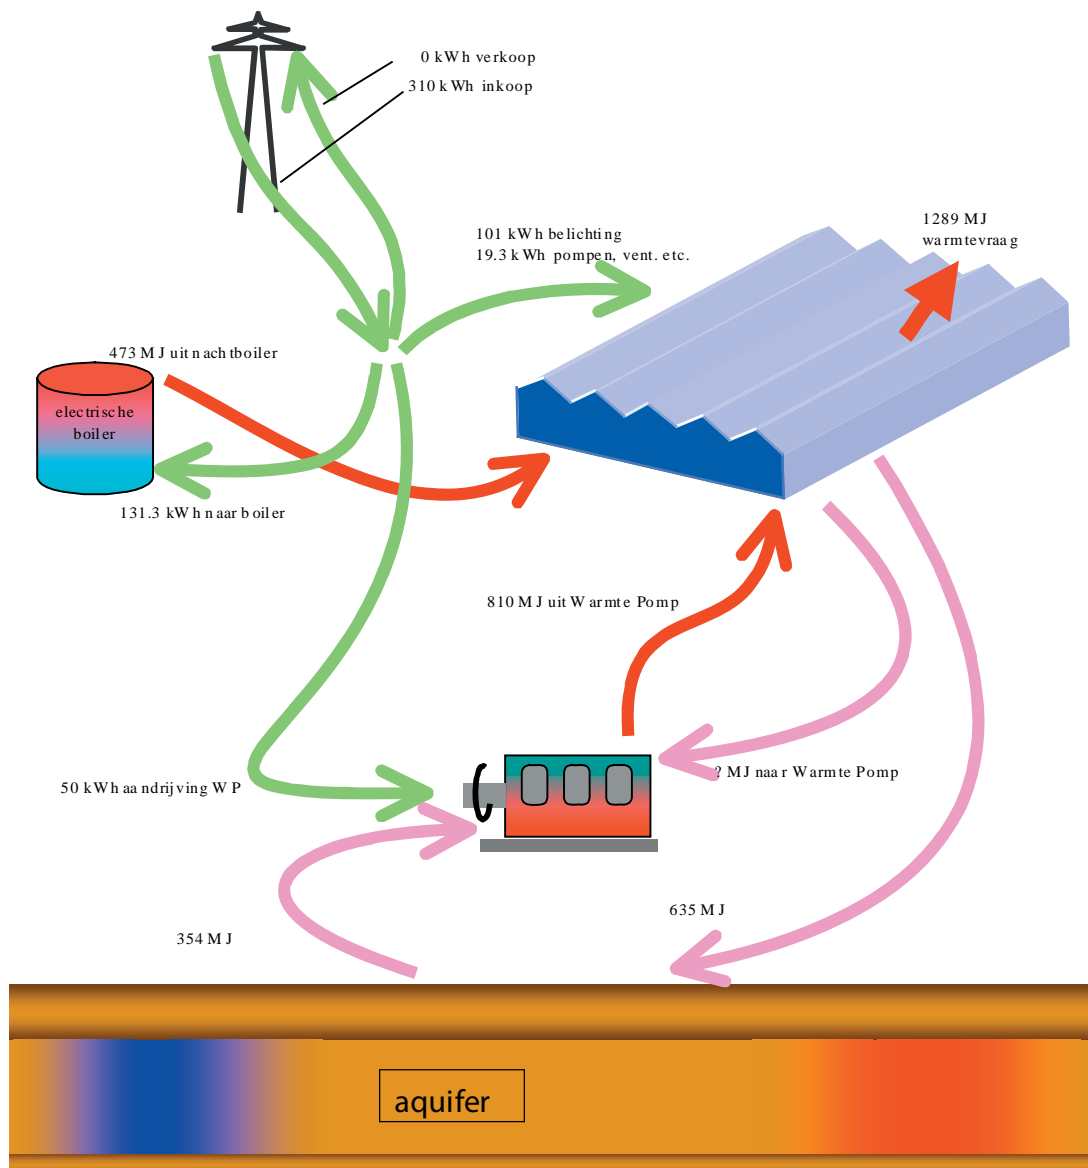 0 kWh verkoop
310 kWh inkoop
101 kWh belichting
19.3 kWh pompen, vent. etc.
1289 MJ
warmtevraag
473 MJ uit nachtboiler
electrische
boiler
131.3 kWh naar boiler
810 MJ uit Warmte Pomp
? MJ naar Warmte Pomp
50 kWh aandrijving WP
635 MJ
354 MJ
aquifer